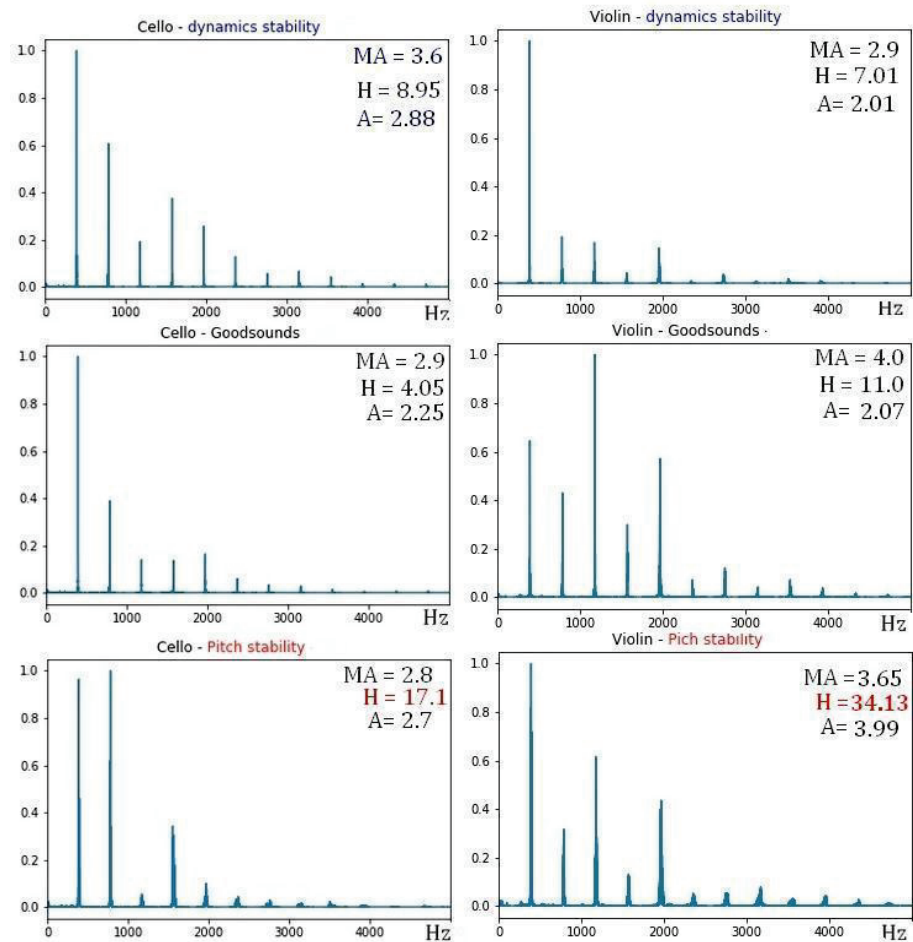 Cello - dynamics stability
MA = 3.6
H = 8.95
A= 2.88
1.0
0.8
0.6
0.4
0.2
0.0
0
1000
2000
3000
4000
Hz
Violin - dynamics stability
MA = 2.9
H = 7.01
A= 2.01
1.0
0.8
0.6
0.4
0.2
0.0
0
1000
2000
3000
4000
Hz
Cello - Goodsounds
MA = 2.9
H = 4.05
A= 2.25
1.0
0.8
0.6
0.4
0.2
0.0
0
1000
2000
3000
4000
Hz
Violin - Goodsounds
MA = 4.0
H = 11.0
A= 2.07
1.0
0.8
0.6
0.4
0.2
0.0
0
1000
2000
3000
4000
Hz
Cello - Pitch stability
MA = 2.8
H = 17.1
A= 2.7
1.0
0.8
0.6
0.4
0.2
0.0
0
1000
2000
3000
4000
Hz
Violin - Pich stability
MA =3.65
H =34.13
A= 3.99
1.0
0.8
0.6
0.4
0.2
0.0
0
1000
2000
3000
4000
Hz